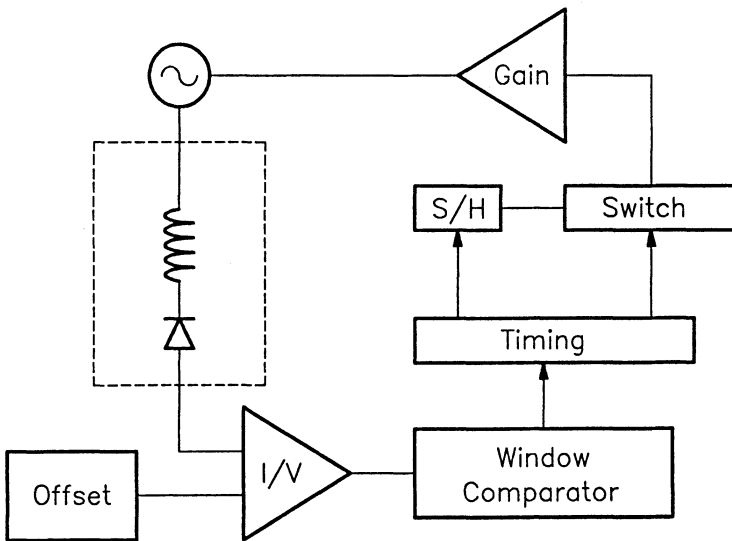 Gain
S/H
Switch
Timing
Window
Comparator
I/V
Offset